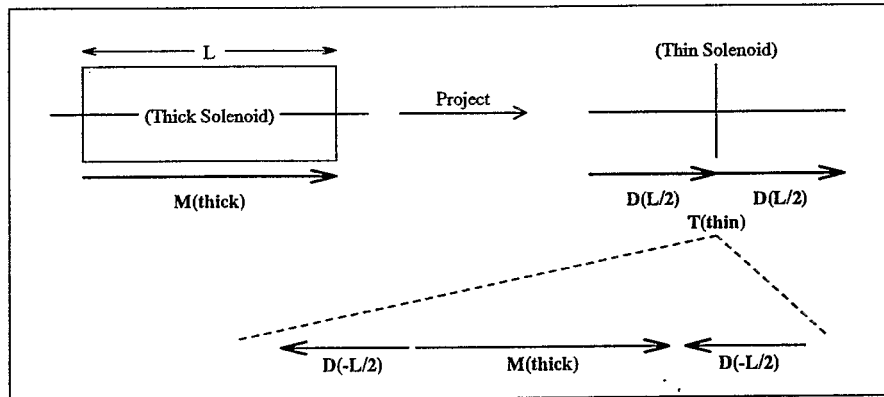 L
(Thin Solenoid)
(Thick Solenoid)
Project
M(thick)
D(L/2) D(L/2)
T(thin)
D(-L/2) M(thick) D(-L/2)